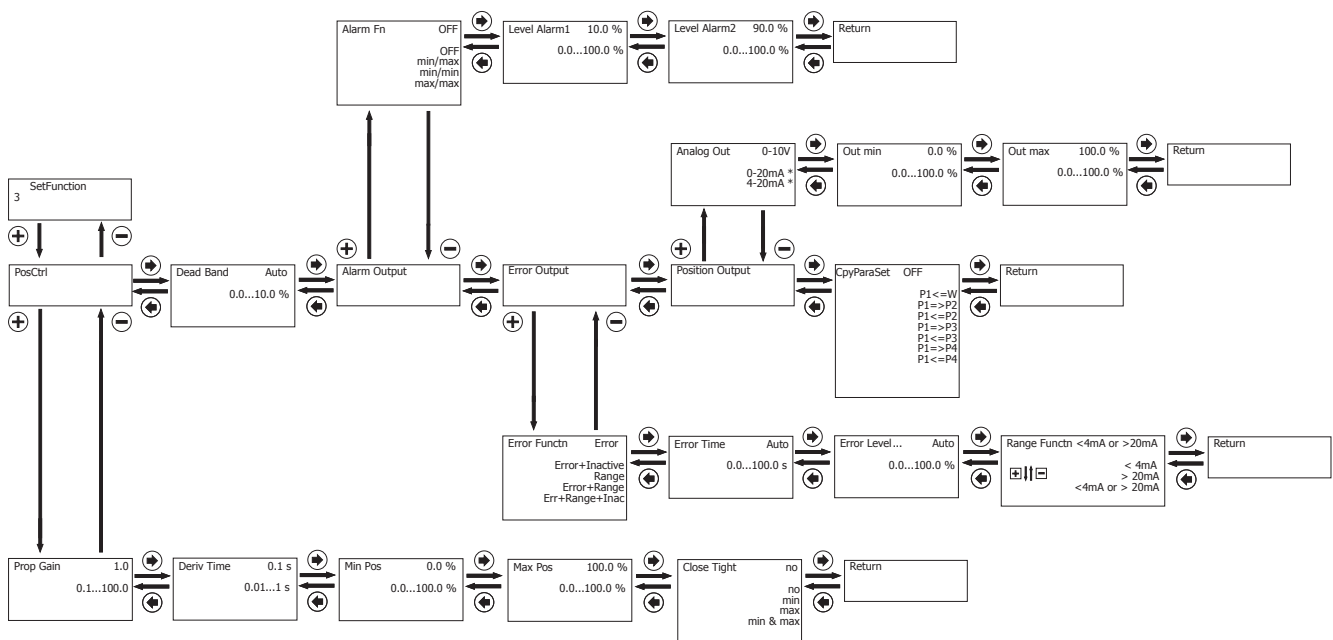 Alarm Fn OFF
OFF
min/max
min/min
max/max
Level Alarm1 10.0 %
0.0...100.0 %
Level Alarm2 90.0 %
0.0...100.0 %
Return
Analog Out 0-10V
0-20mA *
4-20mA *
Out min 0.0 %
0.0...100.0 %
Out max 100.0 %
0.0...100.0 %
Return
SetFunction
3
PosCtrl
Dead Band Auto
0.0...10.0 %
Alarm Output
Error Output
Position Output
CpyParaSet OFF
P1<=W
P1=>P2
P1<=P2
P1=>P3
P1<=P3
P1=>P4
P1<=P4
Return
Error Functn Error
Error+Inactive
Range
Error+Range
Err+Range+Inac
Error Time Auto
0.0...100.0 s
Error Level... Auto
0.0...100.0 %
Range Functn <4mA or >20mA
< 4mA
> 20mA
<4mA or > 20mA
Return
Prop Gain 1.0
0.1...100.0
Deriv Time 0.1 s
0.01...1 s
Min Pos 0.0 %
0.0...100.0 %
Max Pos 100.0 %
0.0...100.0 %
Close Tight no
no
min
max
min & max
Return